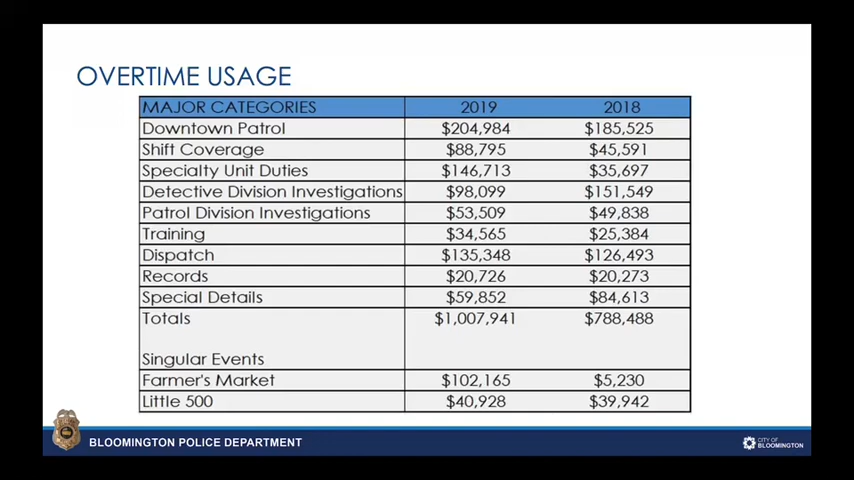 OVERTIME USAGE
MAJOR CATEGORIES 2019 2018
Downtown Patrol $204,984 $185,525
Shift Coverage $88,795 $45,591
Specialty Unit Duties $146,713 $35,697
Detective Division Investigations $98,099 $151,549
Patrol Division Investigations $53,509 $49,838
Training $34,565 $25,384
Dispatch $135,348 $126,493
Records $20,726 $20,273
Special Details $59,852 $84,613
Totals $1,007,941 $788,488
Singular Events
Farmer's Market $102,165 $5,230
Little 500 $40,928 $39,942
BLOOMINGTON POLICE DEPARTMENT
CITY OF
BLOOMINGTON